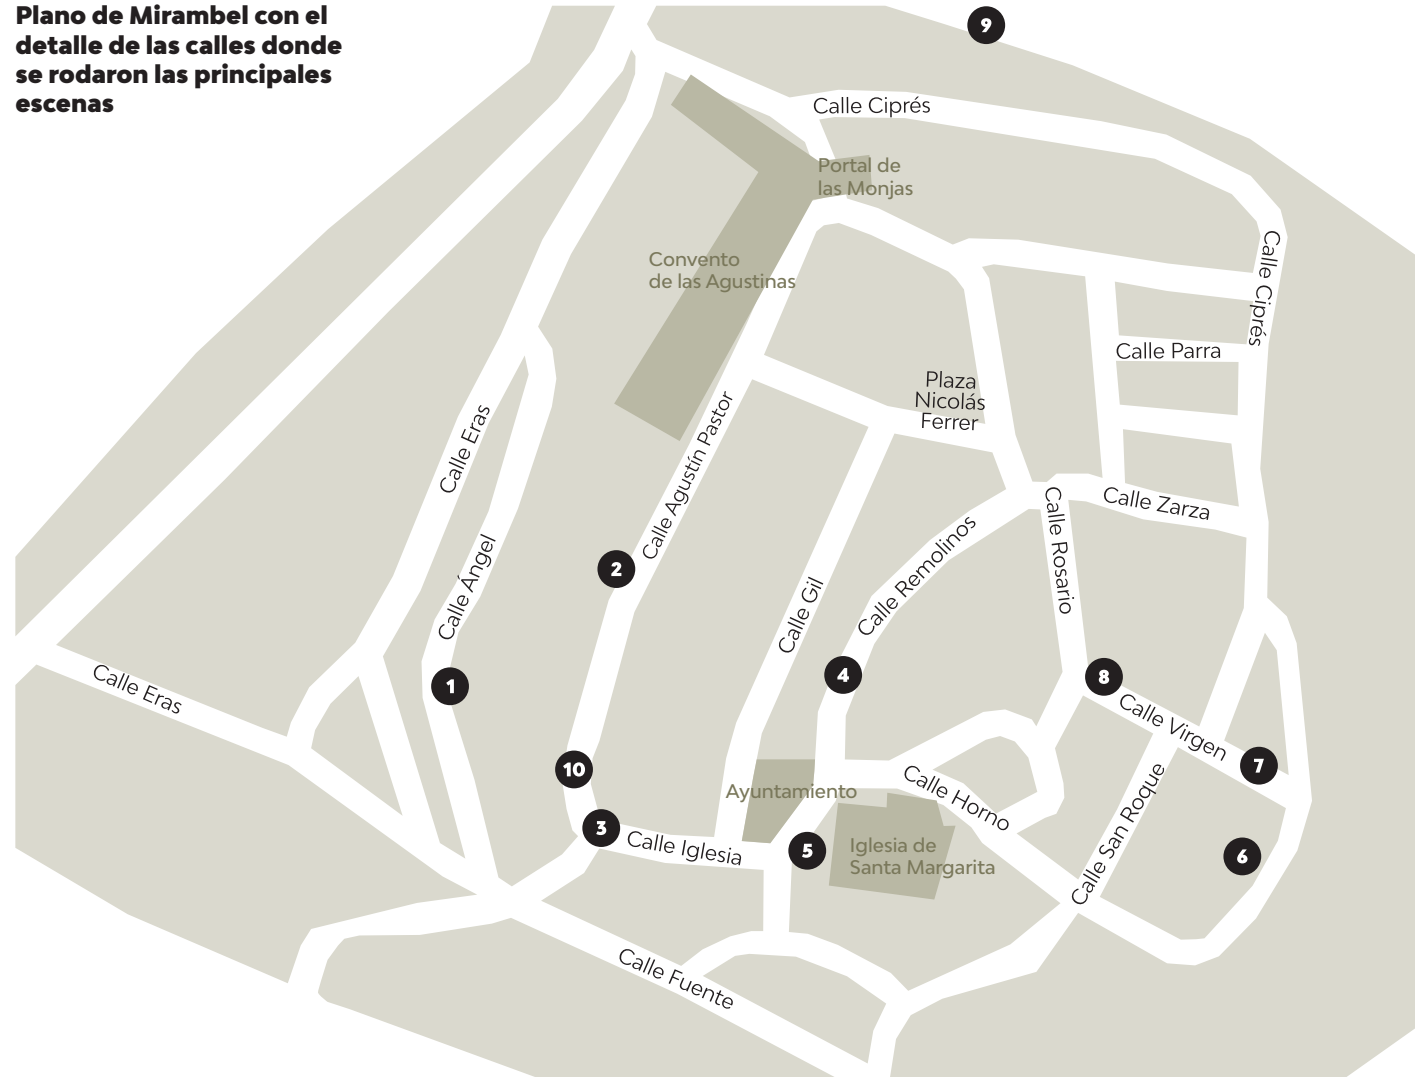 Plano de Mirambel con el
detalle de las calles donde
se rodaron las principales
escenas
9
Calle Ciprés
Portal de
las Monjas
Calle Ciprés
Convento
de las Agustinas
Calle Parra
Plaza
Nicolás
Ferrer
Calle Eras
Calle Agustín Pastor
Calle Zarza
Calle Rosario
Calle Remolinos
Calle Ángel
2
Calle Gil
4
8
1
Calle Eras
Calle Virgen
7
10
Calle Horno
Ayuntamiento
Calle San Roque
3
Calle Iglesia
5
Iglesia de
Santa Margarita
6
Calle Fuente